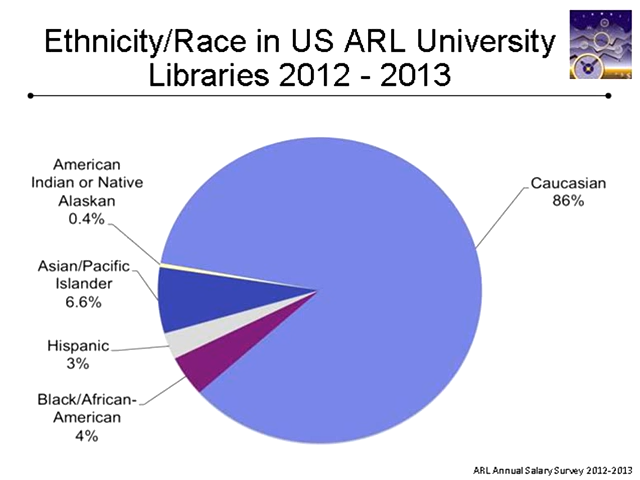 Ethnicity/Race in US ARL University
Libraries 2012 - 2013
American
Indian or Native
Alaskan
0.4%
Caucasian
86%
Asian/Pacific
Islander
6.6%
Hispanic
3%
Black/African-
American
4%
ARL Annual Salary Survey 2012-2013